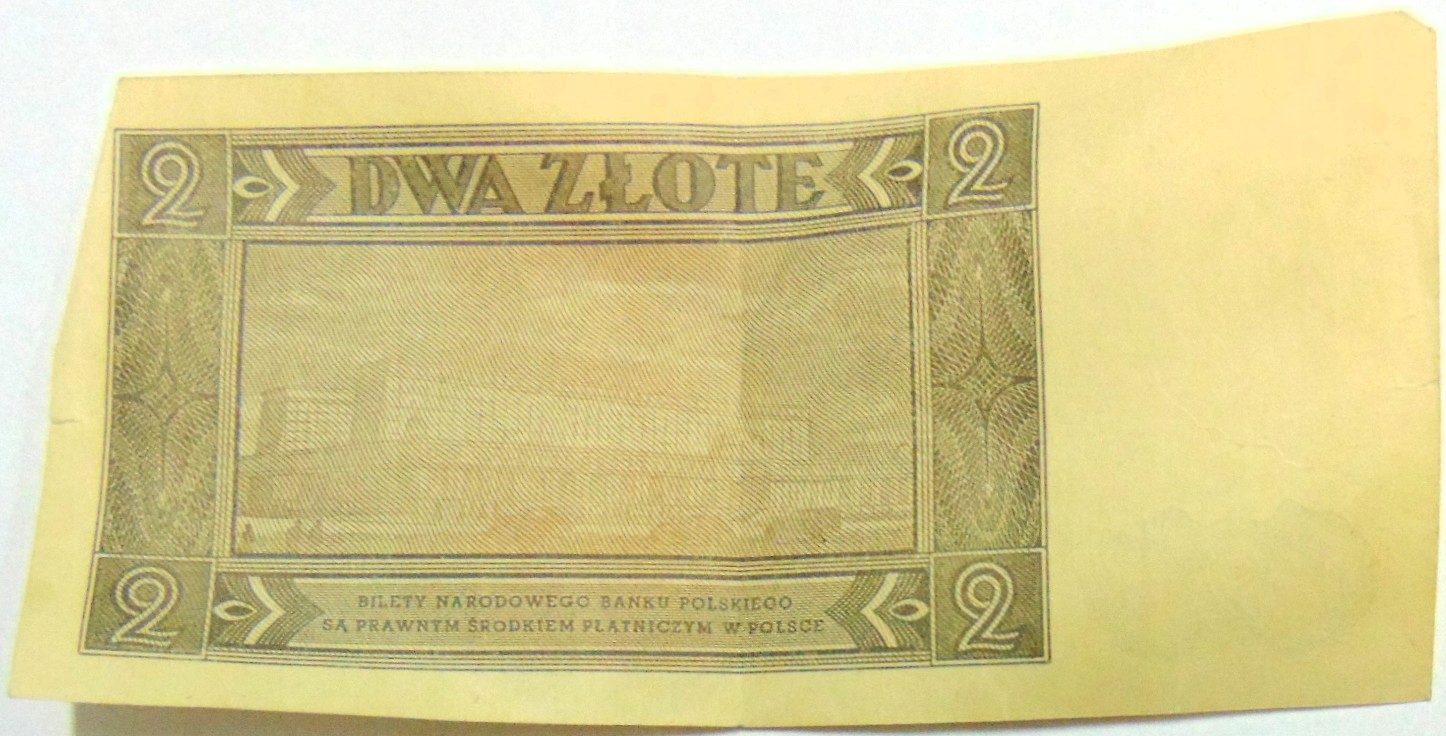 2 DWA ZŁOTE 2
2 BILETY NARODOWEGO BANKU POLSKIEGO 2
SĄ PRAWNYM ŚRODKIEM PŁATNICZYM W POLSCE